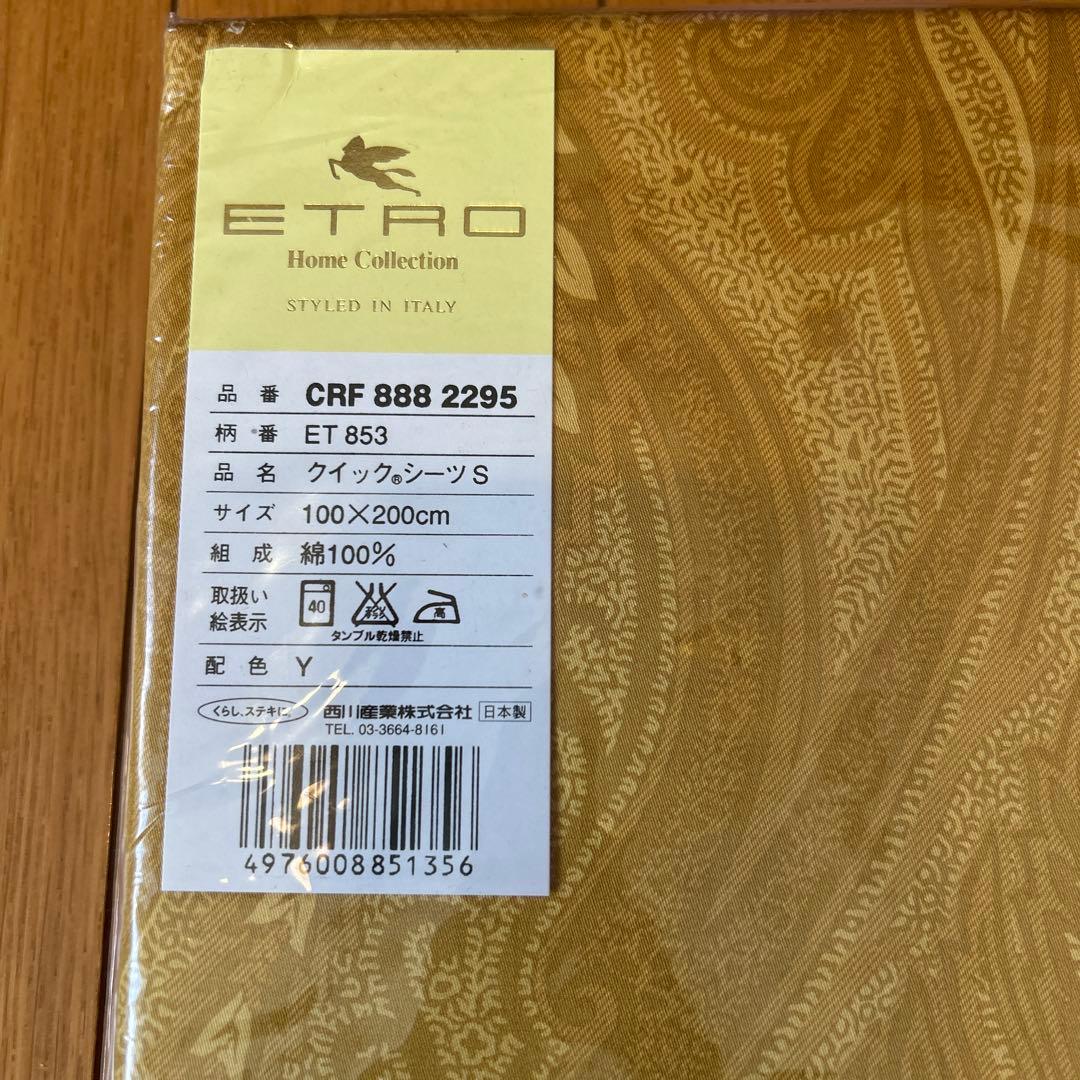 ETRO
Home Collection
STYLED IN ITALY
品番 CRF 888 2295
柄番 ET 853
品名 クイック®シーツ S
サイズ 100×200cm
組成 綿100%
取扱い
絵表示
40
高
タンブル乾燥禁止
配色 Y
くらし、ステキに。 西川産業株式会社 日本製
TEL. 03-3664-8161
4976008851356